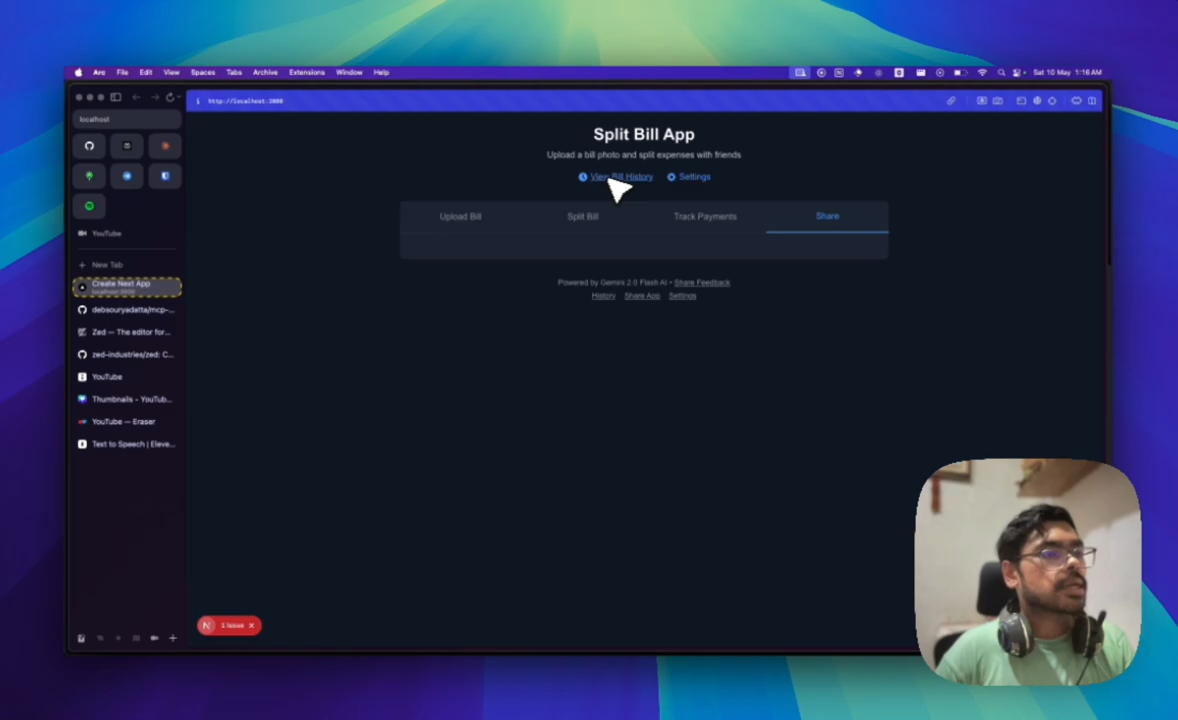 Arc File Edit View Spaces Tabs Archive Extensions Window Help
Sat 10 May 1:16 AM
http://localhost:3000
localhost
Split Bill App
Upload a bill photo and split expenses with friends
View Bill History Settings
Upload Bill Split Bill Track Payments Share
Powered by Gemini 2.0 Flash AI • Share Feedback
History Share App Settings
YouTube
+ New Tab
Create Next App
localhost:3000
debsouryadatta/mcp-...
Zed — The editor for...
zed-industries/zed: C...
YouTube
Thumbnails - YouTub...
YouTube — Eraser
Text to Speech | Eleve...
N 1 Issue ×